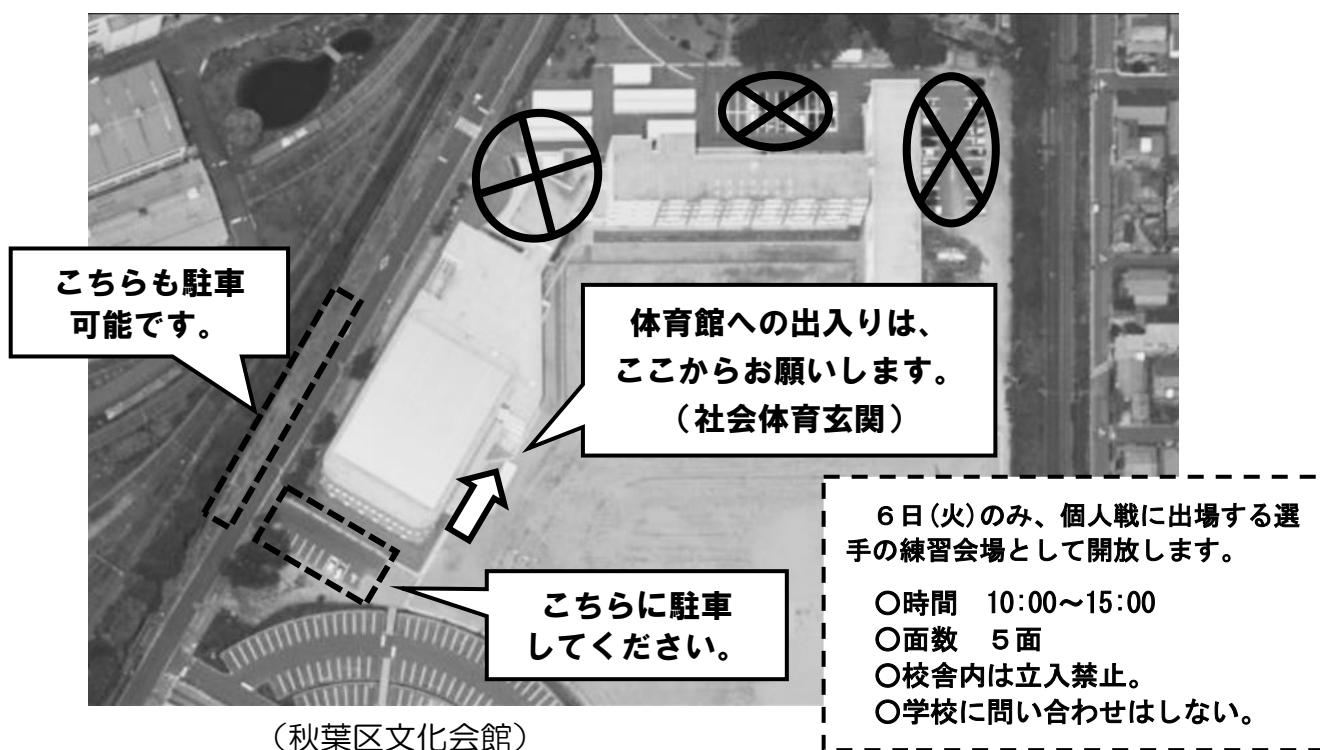 こちらも駐車
可能です。
体育館への出入りは、
ここからお願いします。
（社会体育玄関）
こちらに駐車
してください。
６日(火)のみ、個人戦に出場する選
手の練習会場として開放します。
○時間　10:00～15:00
○面数　５面
○校舎内は立入禁止。
○学校に問い合わせはしない。
（秋葉区文化会館）